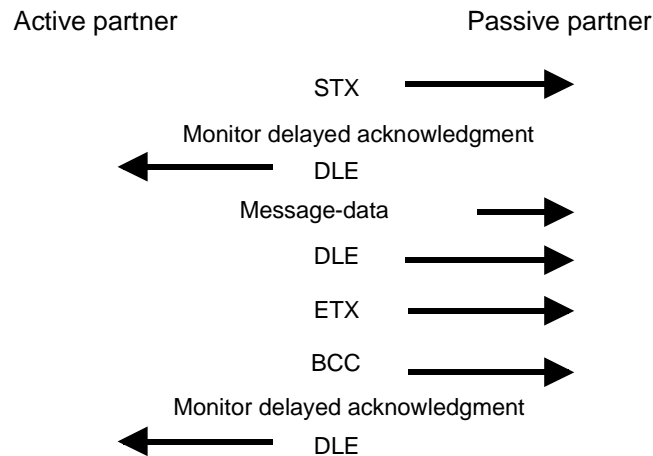 Active partner Passive partner
STX
Monitor delayed acknowledgment
DLE
Message-data
DLE
ETX
BCC
Monitor delayed acknowledgment
DLE